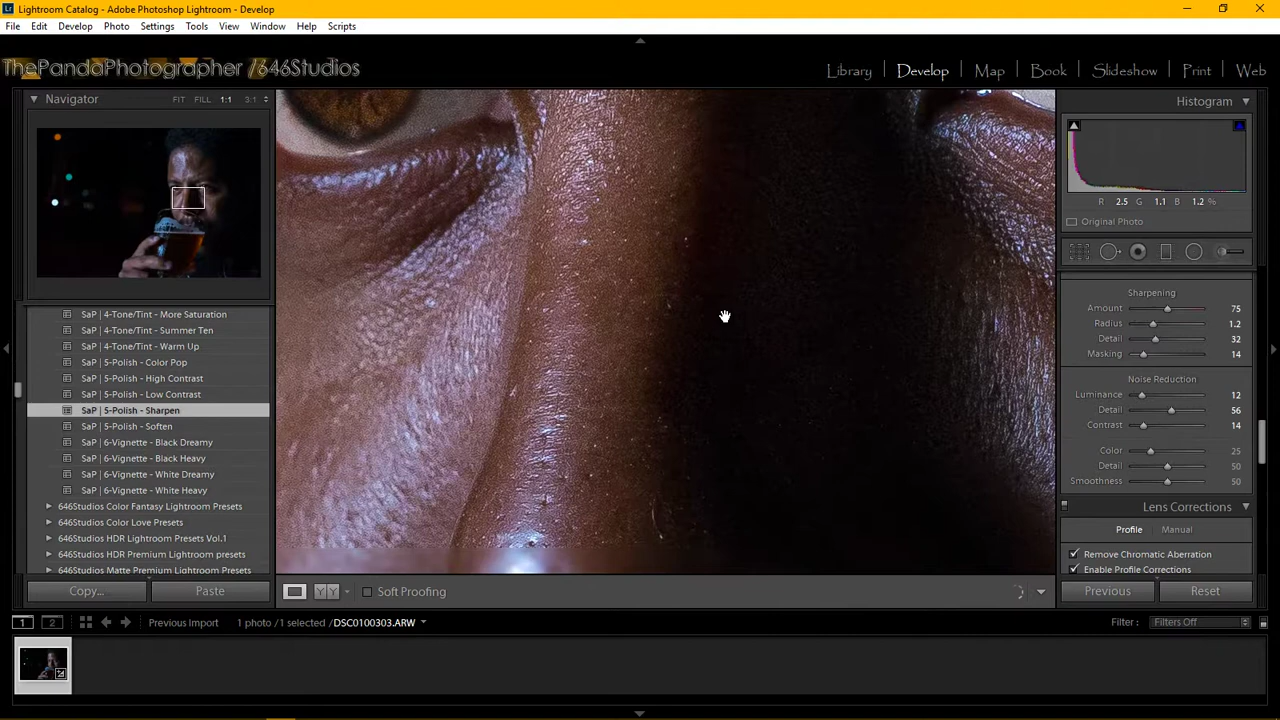 Lightroom Catalog - Adobe Photoshop Lightroom - Develop
File Edit Develop Photo Settings Tools View Window Help Scripts
ThePandaPhotographer /646Studios
Library | Develop | Map | Book | Slideshow | Print | Web
Navigator FIT FILL 1:1 3:1
SaP | 4-Tone/Tint - More Saturation
SaP | 4-Tone/Tint - Summer Ten
SaP | 4-Tone/Tint - Warm Up
SaP | 5-Polish - Color Pop
SaP | 5-Polish - High Contrast
SaP | 5-Polish - Low Contrast
SaP | 5-Polish - Sharpen
SaP | 5-Polish - Soften
SaP | 6-Vignette - Black Dreamy
SaP | 6-Vignette - Black Heavy
SaP | 6-Vignette - White Dreamy
SaP | 6-Vignette - White Heavy
646Studios Color Fantasy Lightroom Presets
646Studios Color Love Presets
646Studios HDR Lightroom Presets Vol.1
646Studios HDR Premium Lightroom presets
646Studios Matte Premium Lightroom Presets
Copy... Paste
Soft Proofing
Histogram
R 2.5 G 1.1 B 1.2 %
Original Photo
Sharpening
Amount 75
Radius 1.2
Detail 32
Masking 14
Noise Reduction
Luminance 12
Detail 56
Contrast 14
Color 25
Detail 50
Smoothness 50
Lens Corrections
Profile Manual
Remove Chromatic Aberration
Enable Profile Corrections
Previous Reset
1 2 Previous Import 1 photo / 1 selected / DSC0100303.ARW Filter : Filters Off